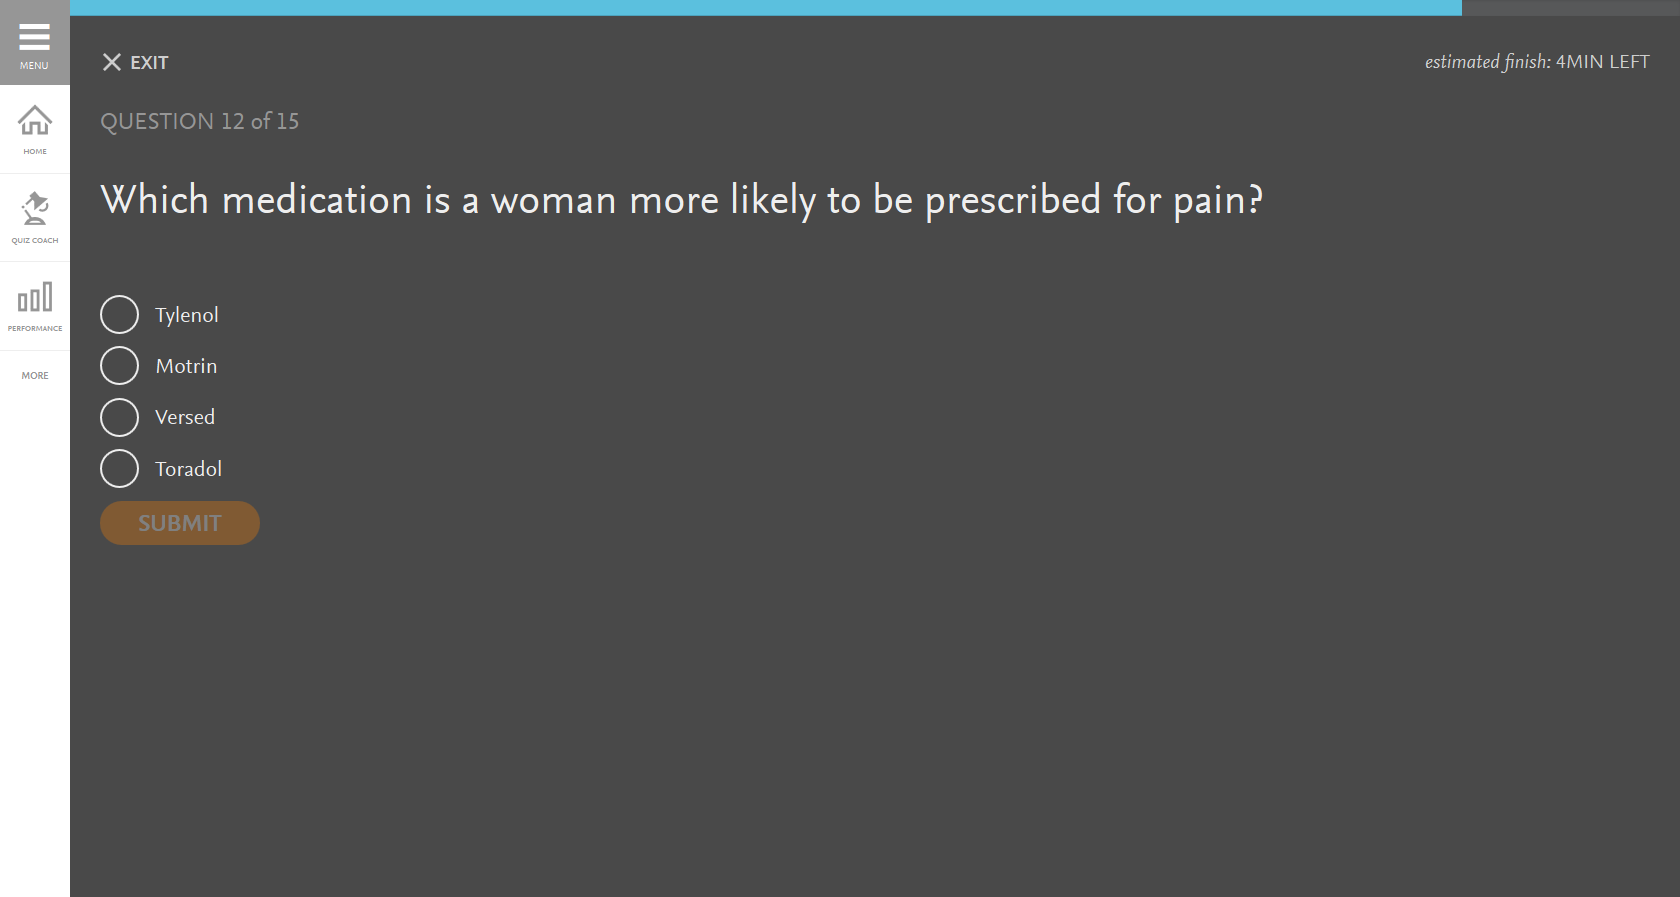 MENU
HOME
QUIZ COACH
PERFORMANCE
MORE
EXIT
estimated finish: 4MIN LEFT
QUESTION 12 of 15
Which medication is a woman more likely to be prescribed for pain?
Tylenol
Motrin
Versed
Toradol
SUBMIT